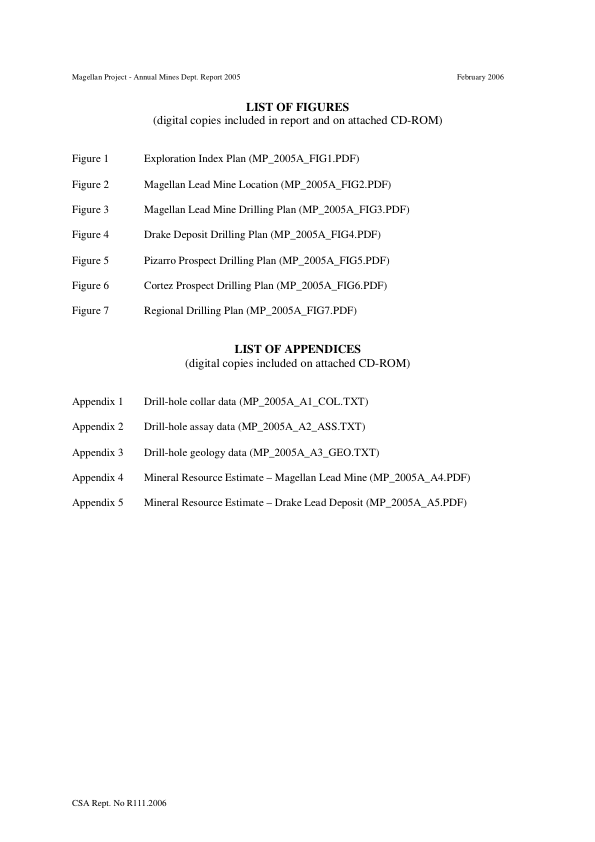 Magellan Project - Annual Mines Dept. Report 2005 February 2006
LIST OF FIGURES
(digital copies included in report and on attached CD-ROM)
Figure 1 Exploration Index Plan (MP_2005A_FIG1.PDF)
Figure 2 Magellan Lead Mine Location (MP_2005A_FIG2.PDF)
Figure 3 Magellan Lead Mine Drilling Plan (MP_2005A_FIG3.PDF)
Figure 4 Drake Deposit Drilling Plan (MP_2005A_FIG4.PDF)
Figure 5 Pizarro Prospect Drilling Plan (MP_2005A_FIG5.PDF)
Figure 6 Cortez Prospect Drilling Plan (MP_2005A_FIG6.PDF)
Figure 7 Regional Drilling Plan (MP_2005A_FIG7.PDF)
LIST OF APPENDICES
(digital copies included on attached CD-ROM)
Appendix 1 Drill-hole collar data (MP_2005A_A1_COL.TXT)
Appendix 2 Drill-hole assay data (MP_2005A_A2_ASS.TXT)
Appendix 3 Drill-hole geology data (MP_2005A_A3_GEO.TXT)
Appendix 4 Mineral Resource Estimate – Magellan Lead Mine (MP_2005A_A4.PDF)
Appendix 5 Mineral Resource Estimate – Drake Lead Deposit (MP_2005A_A5.PDF)
CSA Rept. No R111.2006